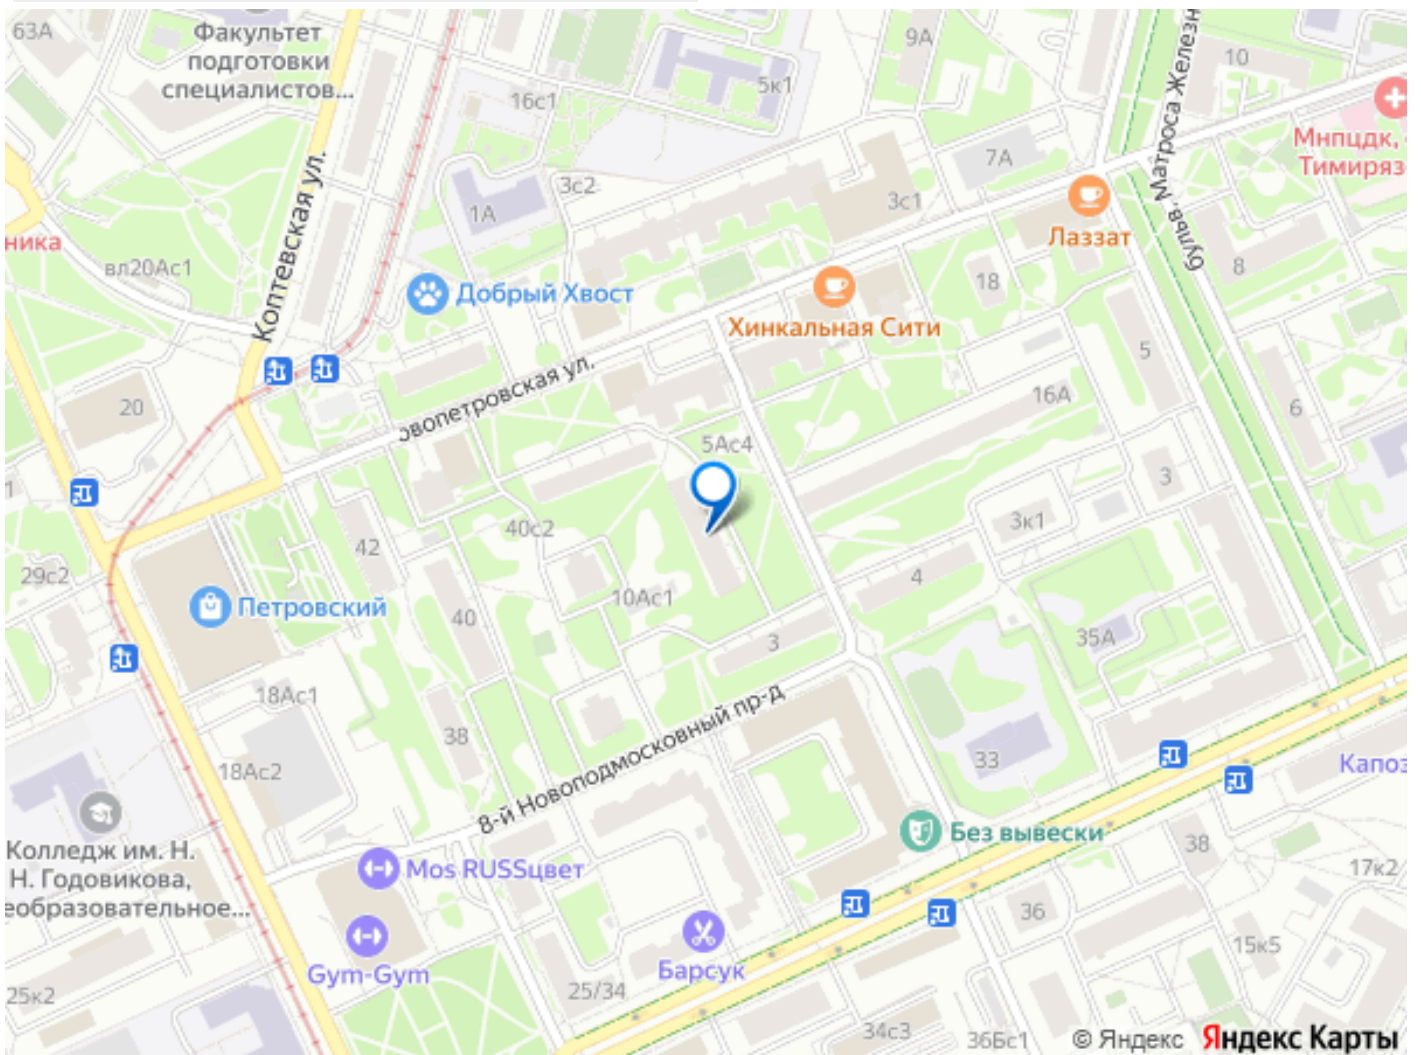 63А
Факультет
подготовки
специалистов...
9А
10
5к1
16с1
бульв. Матроса Железн
Мнпцдк,
Тимиряз
7А
3с2
3с1
1А
Коптевская ул.
Лаззат
ника
вл20Ас1
8
18
Добрый Хвост
Хинкальная Сити
5
20
16А
6
овопетровская ул.
5Ас4
3
1
3к1
40с2
42
29с2
4
10Ас1
Петровский
40
35А
3
18Ас1
8-й Новоподмосковный пр-д
38
33
18Ас2
Капоз
Без вывески
38
Колледж им. Н.
Н. Годовикова,
еобразовательное...
Mos RUSSцвет
17к2
36
Gym-Gym
Барсук
15к5
25к2
25/34
34с3
36Бс1
© Яндекс Яндекс Карты